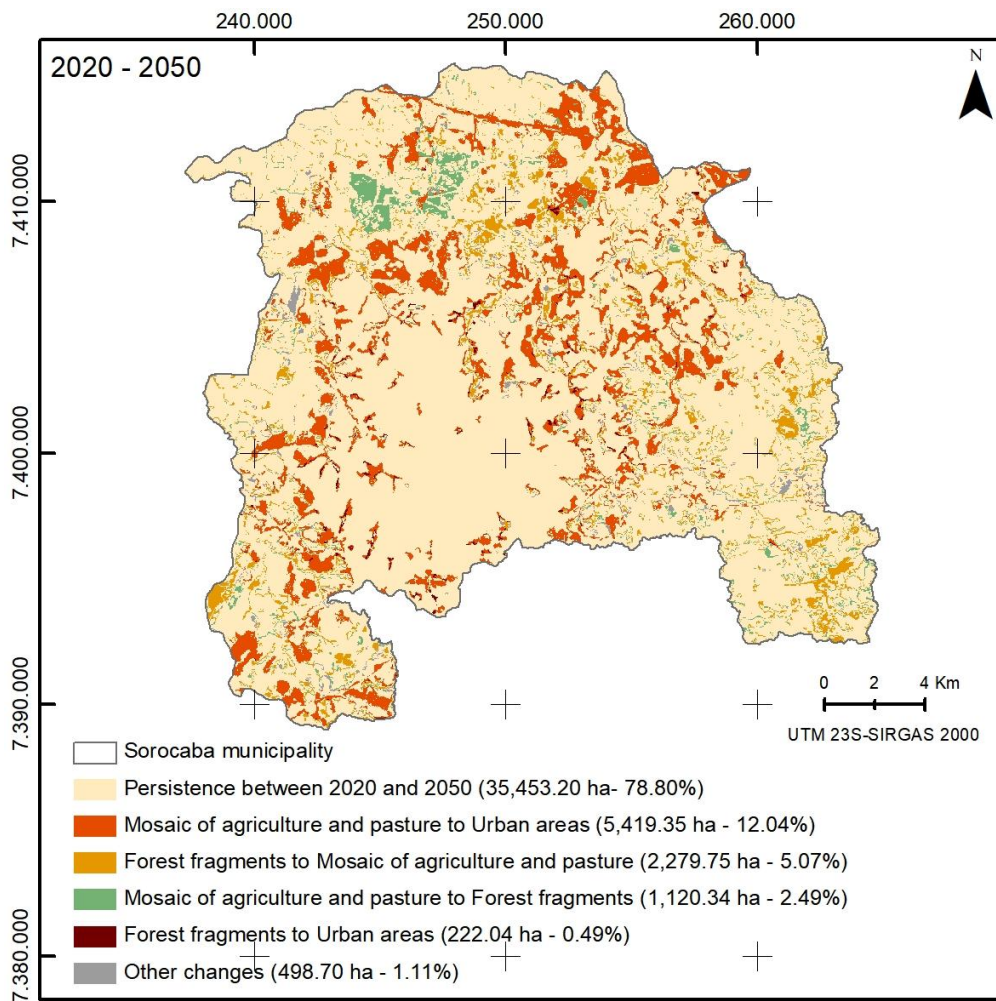 240.000 250.000 260.000
2020 - 2050
N
7.410.000
7.400.000
7.390.000
7.380.000
0 2 4 Km
UTM 23S-SIRGAS 2000
Sorocaba municipality
Persistence between 2020 and 2050 (35,453.20 ha- 78.80%)
Mosaic of agriculture and pasture to Urban areas (5,419.35 ha - 12.04%)
Forest fragments to Mosaic of agriculture and pasture (2,279.75 ha - 5.07%)
Mosaic of agriculture and pasture to Forest fragments (1,120.34 ha - 2.49%)
Forest fragments to Urban areas (222.04 ha - 0.49%)
Other changes (498.70 ha - 1.11%)